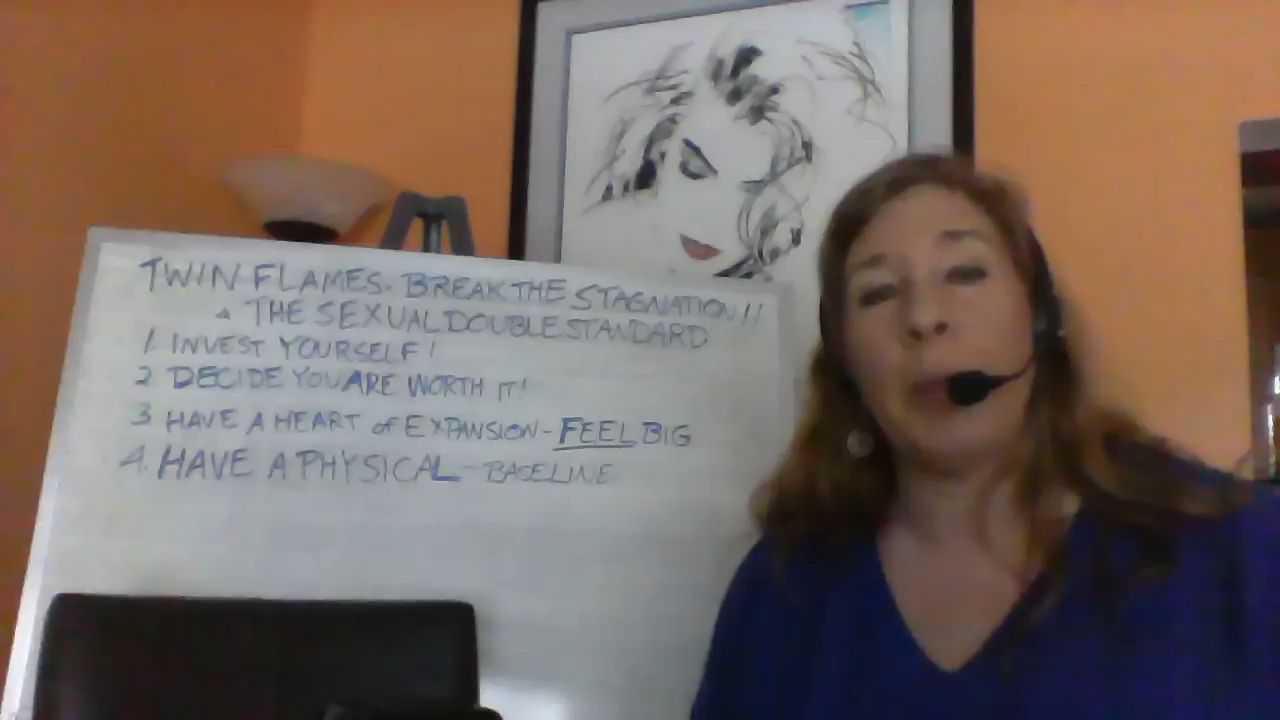 TWIN FLAMES. BREAK THE STAGNATION!!
THE SEXUAL DOUBLE STANDARD
1. INVEST YOURSELF!
2 DECIDE YOU ARE WORTH IT!
3 HAVE A HEART of EXPANSION - FEEL BIG
4. HAVE A PHYSICAL - BASELINE